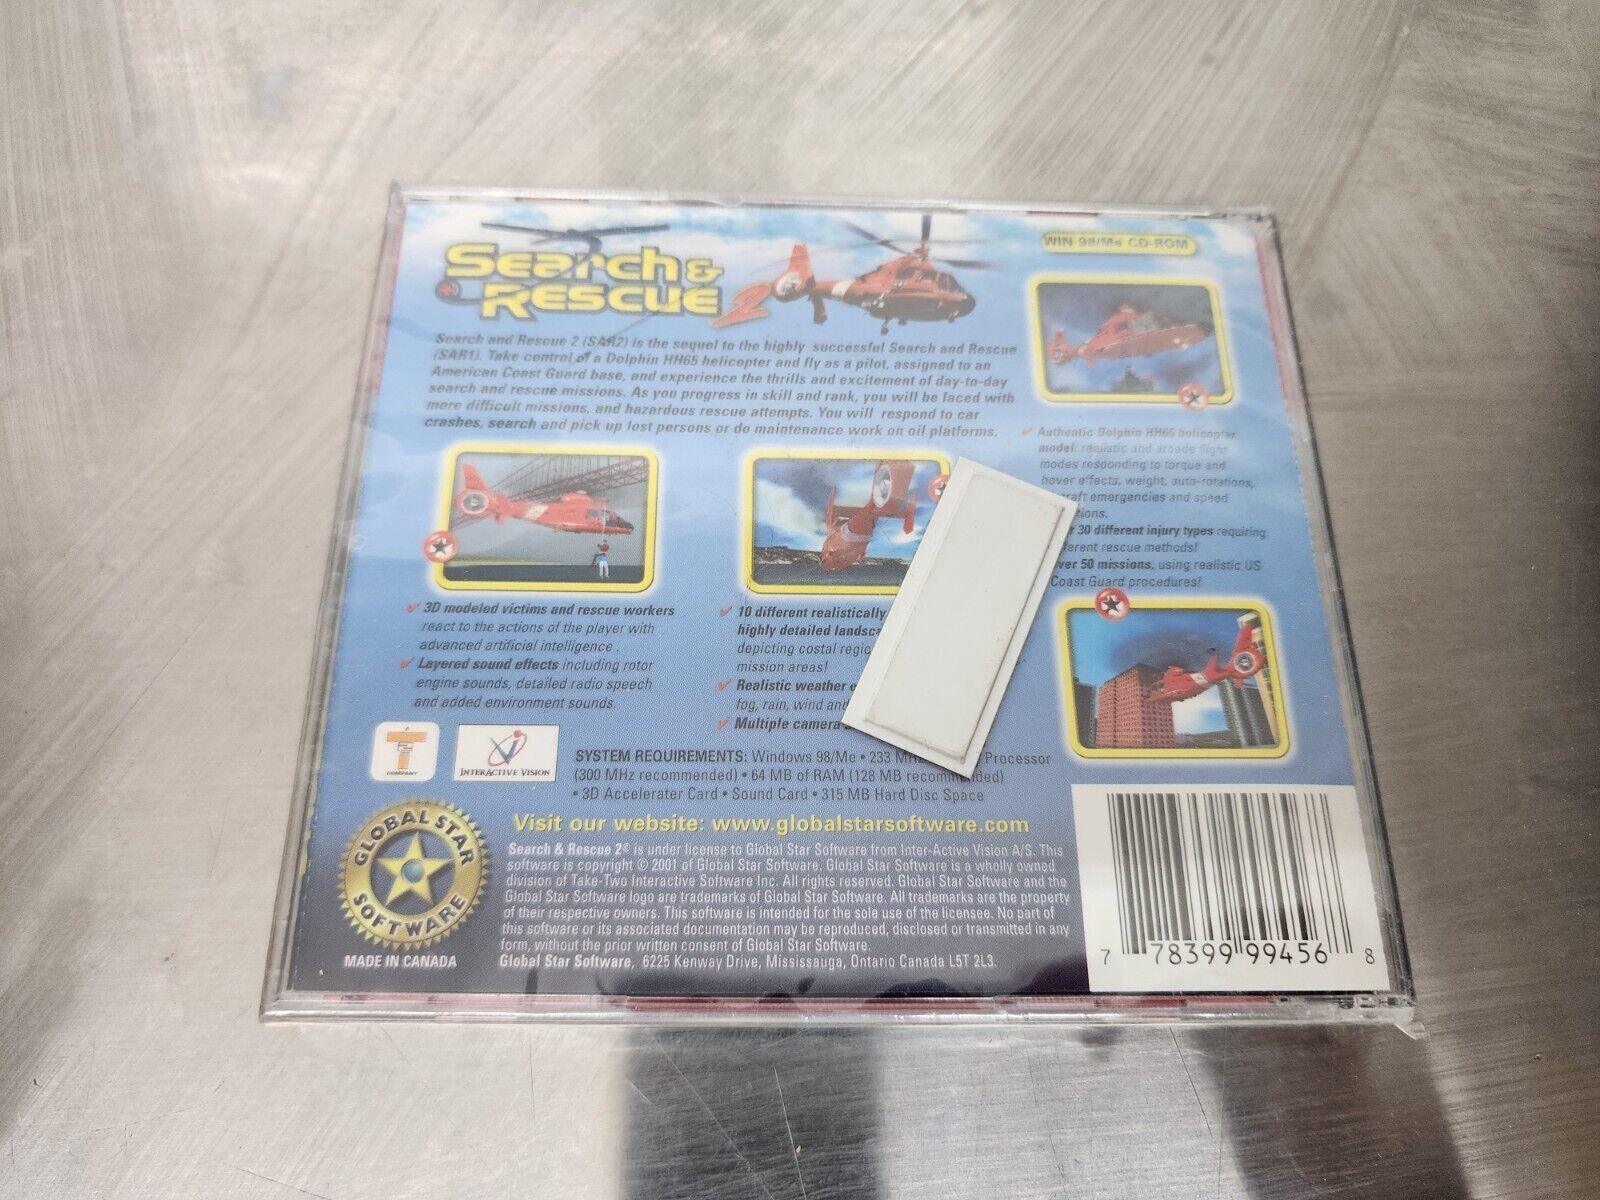 Search &
Rescue 2
WIN 98/Me CD-ROM
Search and Rescue 2 (SAR2) is the sequel to the highly successful Search and Rescue
(SAR1). Take control of a Dolphin HH65 helicopter and fly as a pilot, assigned to an
American Coast Guard base, and experience the thrills and excitement of day-to-day
search and rescue missions. As you progress in skill and rank, you will be laced with
more difficult missions, and hazardous rescue attempts. You will respond to car
crashes, search and pick up lost persons or do maintenance work on oil platforms.
Authentic Dolphin HH65 helicopter
model: realistic and arcade flight
modes responding to torque and
hover effects, weight, auto-rotations,
emergencies and speed
30 different injury types requiring
rescue methods!
50 missions, using realistic US
Coast Guard procedures!
3D modeled victims and rescue workers
react to the actions of the player with
advanced artificial intelligence .
Layered sound effects including rotor
engine sounds, detailed radio speech
and added environment sounds.
10 different realistically
highly detailed
depicting costal
mission areas!
Realistic weather
fog, rain, wind
Multiple camera
T
COMPANY
INTERACTIVE VISION
SYSTEM REQUIREMENTS: Windows 98/Me • 233 Processor
(300 MHz recommended) • 64 MB of RAM (128 MB recommended)
• 3D Accelerater Card • Sound Card • 315 MB Hard Disc Space
Visit our website: www.globalstarsoftware.com
GLOBAL STAR
SOFTWARE
MADE IN CANADA
Search & Rescue 2© is under license to Global Star Software from Inter-Active Vision A/S. This
software is copyright © 2001 of Global Star Software. Global Star Software is a wholly owned
division of Take-Two Interactive Software Inc. All rights reserved. Global Star Software and the
Global Star Software logo are trademarks of Global Star Software. All trademarks are the property
of their respective owners. This software is intended for the sole use of the licensee. No part of
this software or its associated documentation may be reproduced, disclosed or transmitted in any
form, without the prior written consent of Global Star Software.
Global Star Software, 6225 Kenway Drive, Mississauga, Ontario Canada L5T 2L3.
7 78399 99456 8